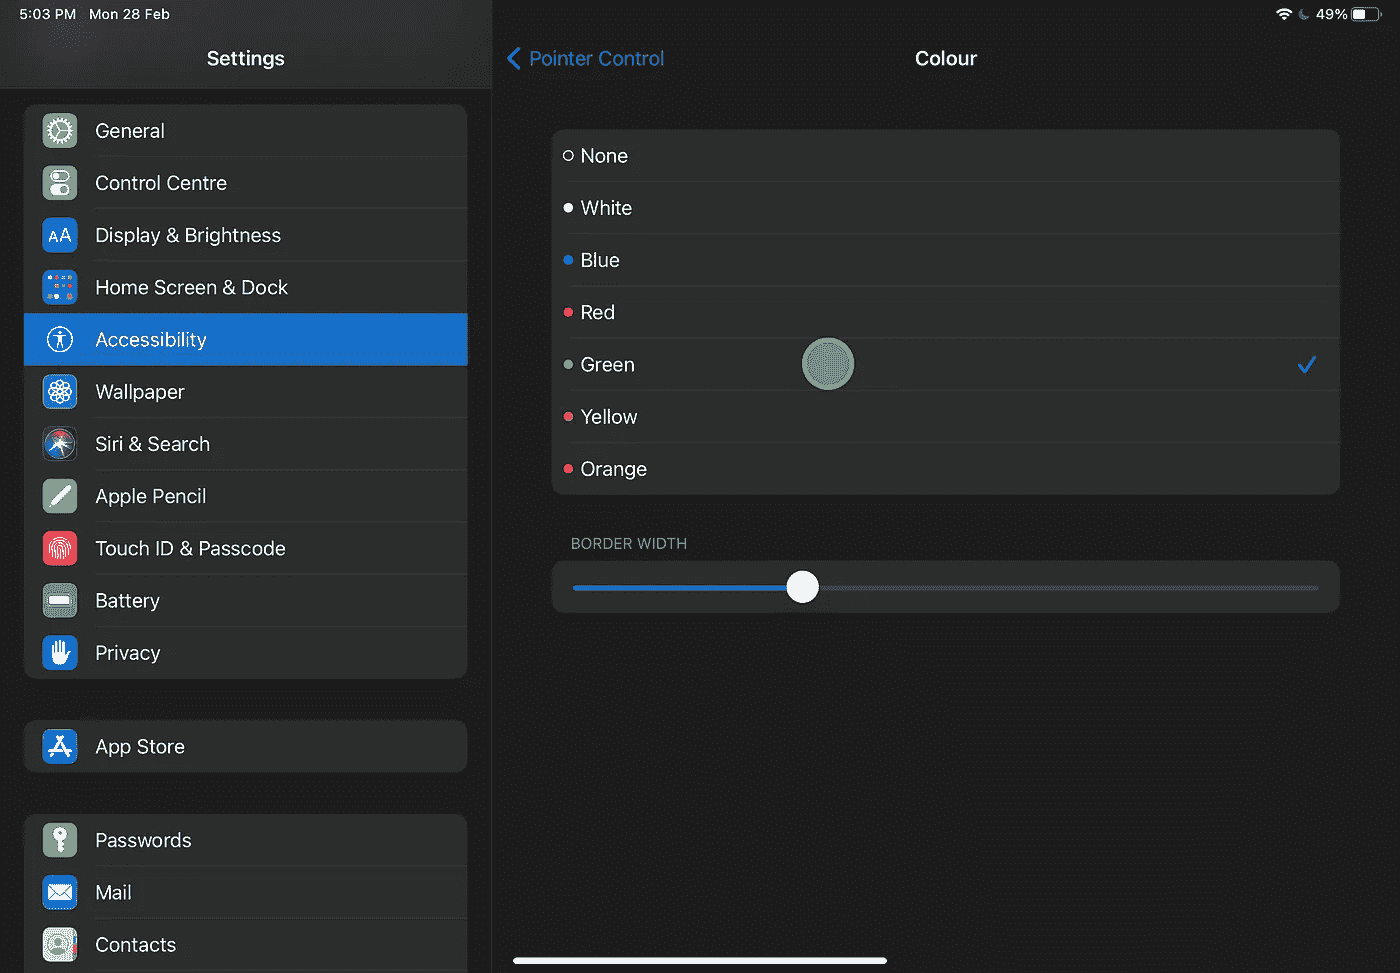 5:03 PM Mon 28 Feb
49%
Settings
General
Control Centre
AA
Display & Brightness
Home Screen & Dock
Accessibility
Wallpaper
Siri & Search
Apple Pencil
Touch ID & Passcode
Battery
Privacy
App Store
Passwords
Mail
Contacts
Pointer Control
Colour
None
White
Blue
Red
Green
Yellow
Orange
BORDER WIDTH